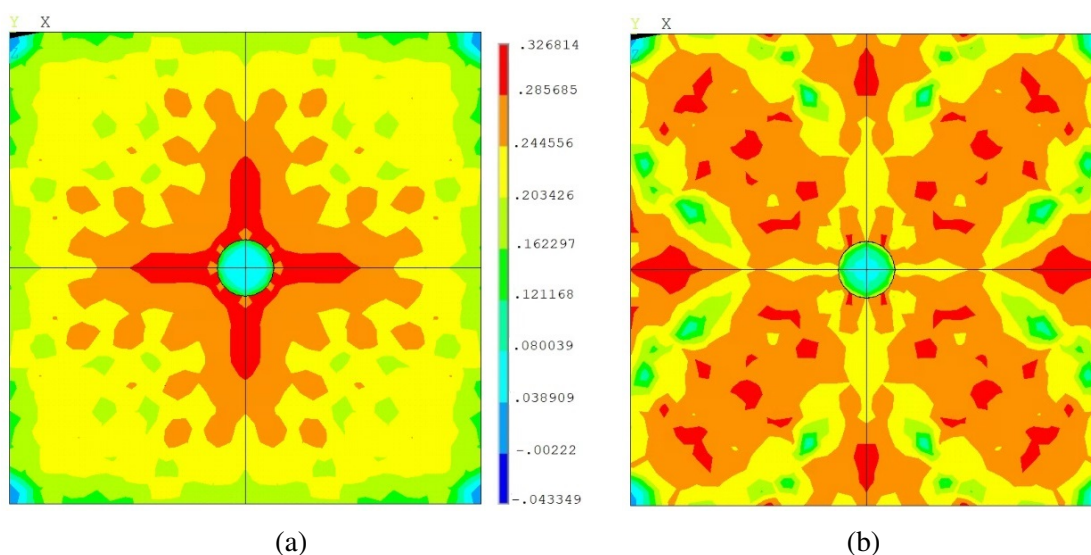 Y X
Y X
.326814
.285685
.244556
.203426
.162297
.121168
.080039
.038909
-.00222
-.043349
(a)
(b)